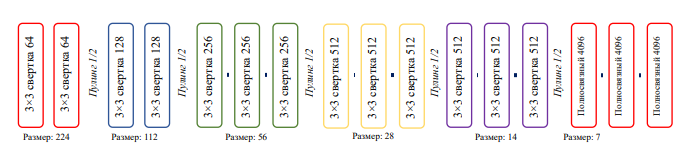 3×3 свертка 64
3×3 свертка 64
Пулинг 1/2
3×3 свертка 128
3×3 свертка 128
Пулинг 1/2
3×3 свертка 256
3×3 свертка 256
3×3 свертка 256
Пулинг 1/2
3×3 свертка 512
3×3 свертка 512
3×3 свертка 512
Пулинг 1/2
3×3 свертка 512
3×3 свертка 512
3×3 свертка 512
Пулинг 1/2
Полносвязный 4096
Полносвязный 4096
Полносвязный 4096
Размер: 224
Размер: 112
Размер: 56
Размер: 28
Размер: 14
Размер: 7